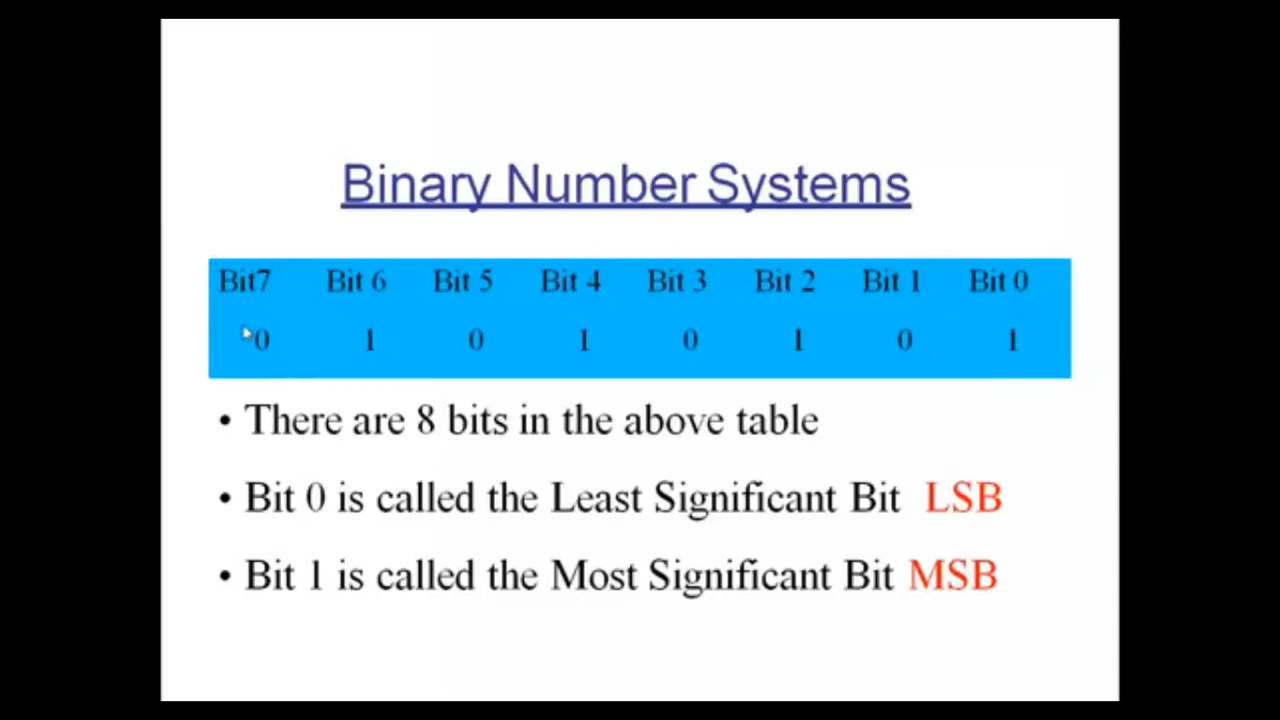 Binary Number Systems
Bit7 Bit 6 Bit 5 Bit 4 Bit 3 Bit 2 Bit 1 Bit 0
0 1 0 1 0 1 0 1
• There are 8 bits in the above table
• Bit 0 is called the Least Significant Bit LSB
• Bit 1 is called the Most Significant Bit MSB